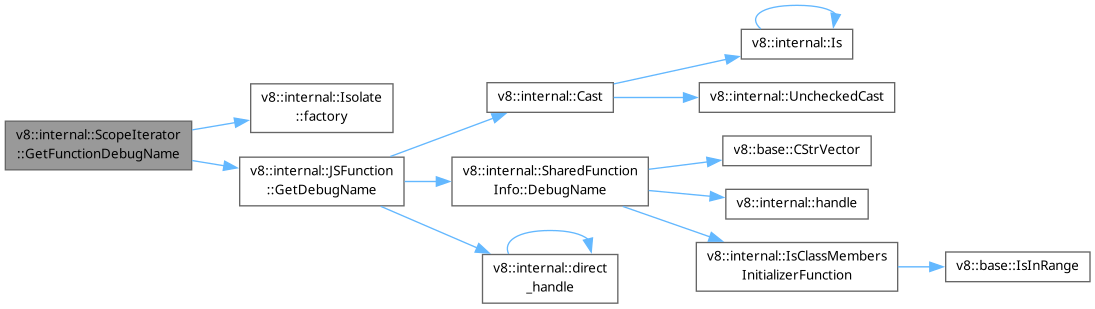 v8::internal::ScopeIterator
::GetFunctionDebugName
v8::internal::Isolate
::factory
v8::internal::JSFunction
::GetDebugName
v8::internal::Cast
v8::internal::Is
v8::internal::UncheckedCast
v8::internal::SharedFunction
Info::DebugName
v8::base::CStrVector
v8::internal::handle
v8::internal::IsClassMembers
InitializerFunction
v8::base::IsInRange
v8::internal::direct
_handle